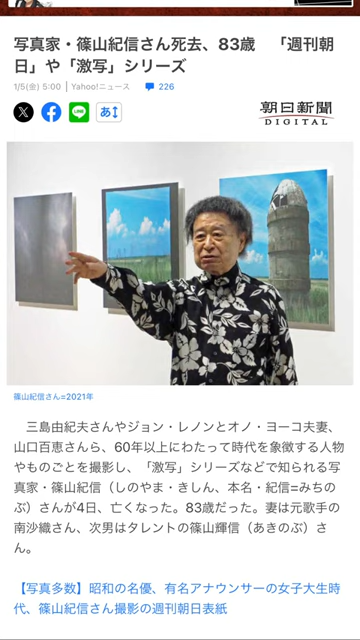 写真家・篠山紀信さん死去、83歳　「週刊朝
日」や「激写」シリーズ
1/5(金) 5:00 | Yahoo!ニュース 226
あ
朝日新聞
DIGITAL
篠山紀信さん=2021年
　三島由紀夫さんやジョン・レノンとオノ・ヨーコ夫妻、
山口百恵さんら、60年以上にわたって時代を象徴する人物
やものごとを撮影し、「激写」シリーズなどで知られる写
真家・篠山紀信（しのやま・きしん、本名・紀信=みちの
ぶ）さんが4日、亡くなった。83歳だった。妻は元歌手の
南沙織さん、次男はタレントの篠山輝信（あきのぶ）さ
ん。
【写真多数】昭和の名優、有名アナウンサーの女子大生時
代、篠山紀信さん撮影の週刊朝日表紙